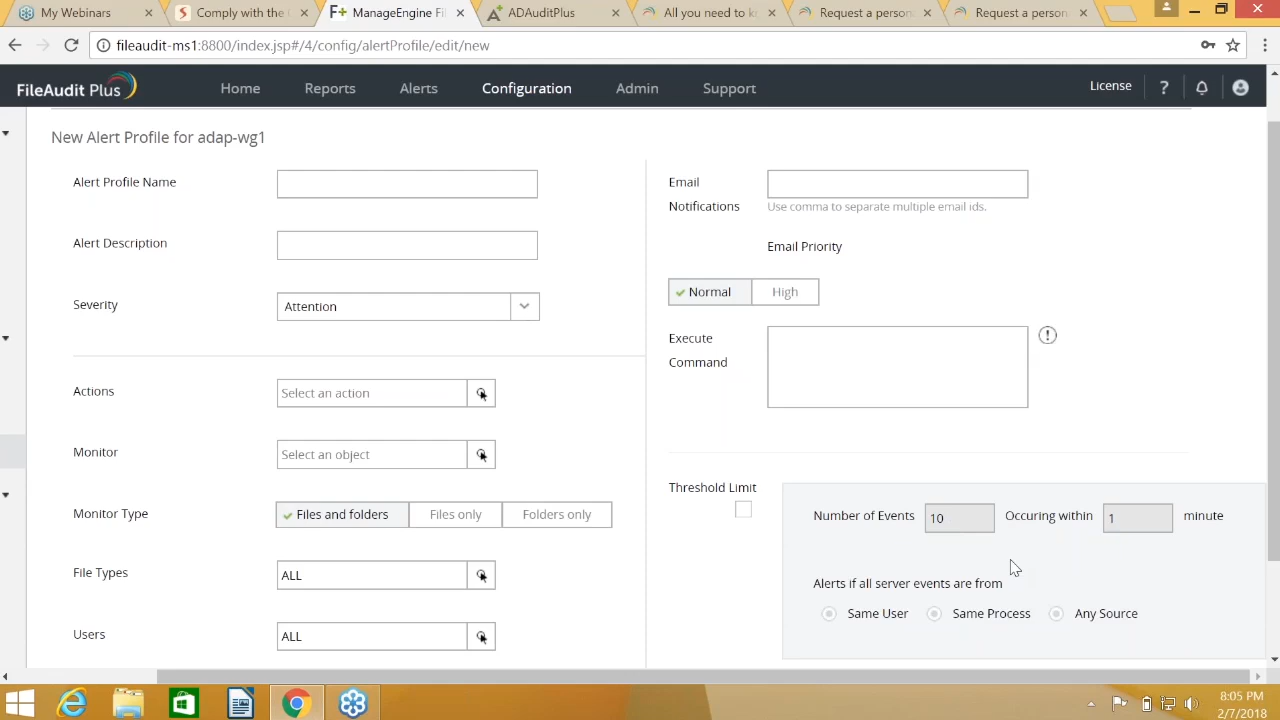 My Webinars
Comply with the G
ManageEngine Fi
ADAuditPlus
All you need to k
Request a person
Request a person
fileaudit-ms1:8800/index.jsp#/4/config/alertProfile/edit/new
FileAudit Plus
Home
Reports
Alerts
Configuration
Admin
Support
License
?
New Alert Profile for adap-wg1
Alert Profile Name
Alert Description
Severity
Attention
Actions
Select an action
Monitor
Select an object
Monitor Type
Files and folders
Files only
Folders only
File Types
ALL
Users
ALL
Email
Notifications
Use comma to separate multiple email ids.
Email Priority
Normal
High
Execute
Command
Threshold Limit
Number of Events 10 Occuring within 1 minute
Alerts if all server events are from
Same User
Same Process
Any Source
8:05 PM
2/7/2018